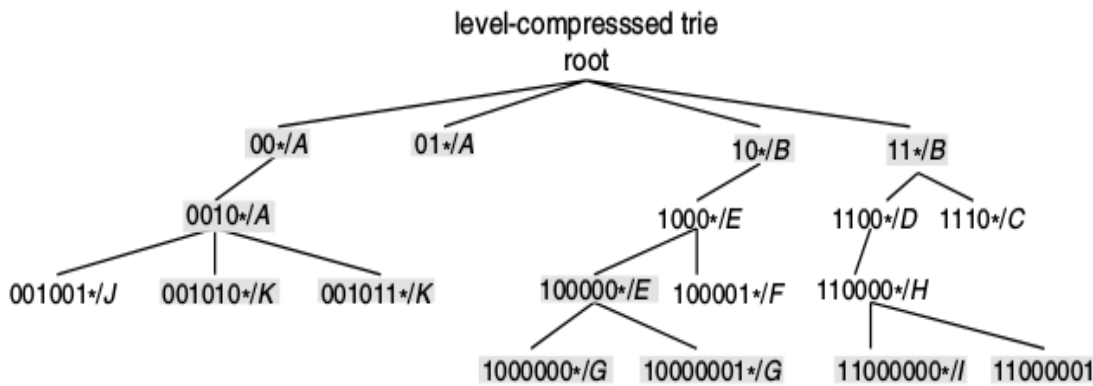 level-compresssed trie
root
00*/A 01*/A 10*/B 11*/B
0010*/A 1000*/E 1100*/D 1110*/C
001001*/J 001010*/K 001011*/K 100000*/E 100001*/F 110000*/H
10000000*/G 10000001*/G 11000000*/I 11000001